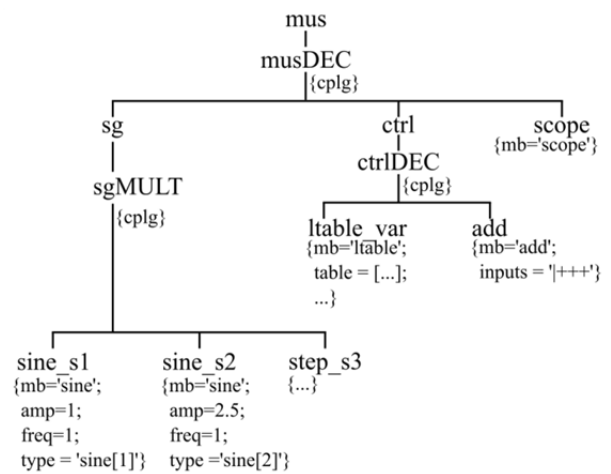 mus
musDEC
{cplg}
sg ctrl scope
{mb='scope'}
ctrlDEC
sgMULT {cplg}
{cplg}
ltable_var add
{mb='ltable'; {mb='add';
table = [...]; inputs = '|+++'}
...}
sine_s1 sine_s2 step_s3
{mb='sine'; {mb='sine'; {...}
amp=1; amp=2.5;
freq=1; freq=1;
type = 'sine[1]'} type ='sine[2]'}